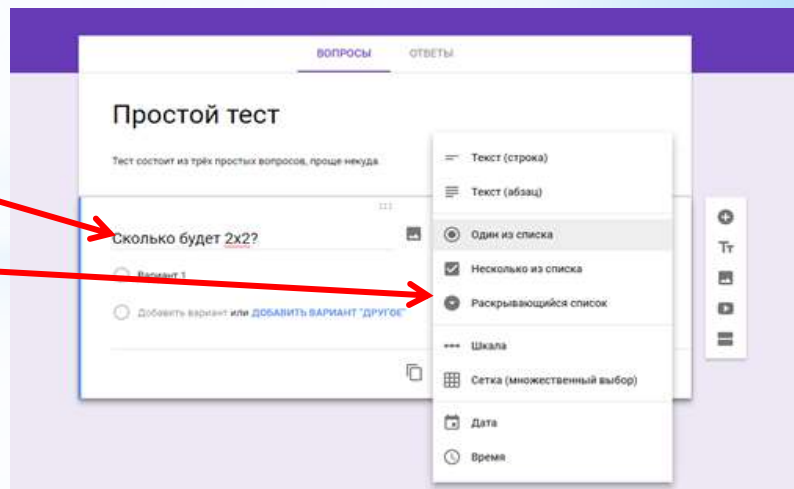 ВОПРОСЫ ОТВЕТЫ
Простой тест
Тест состоит из трёх простых вопросов, проще некуда.
Сколько будет 2x2?
Вариант 1
Добавить вариант или ДОБАВИТЬ ВАРИАНТ "ДРУГОЕ"
Текст (строка)
Текст (абзац)
Один из списка
Несколько из списка
Раскрывающийся список
Шкала
Сетка (множественный выбор)
Дата
Время
Тт